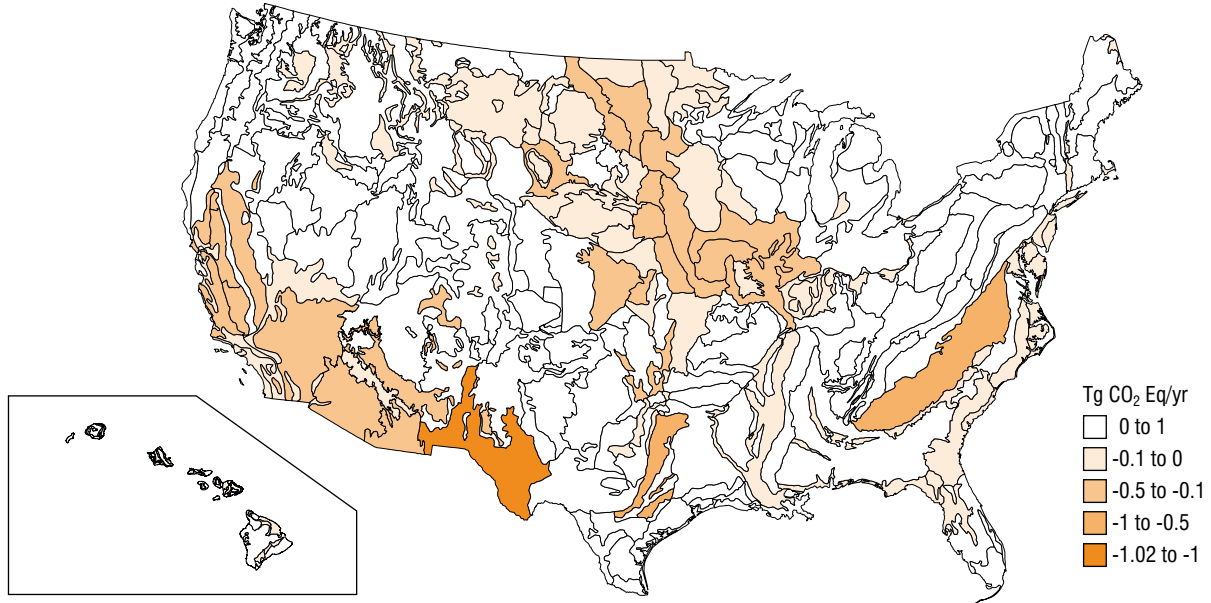 Tg CO₂ Eq/yr
0 to 1
-0.1 to 0
-0.5 to -0.1
-1 to -0.5
-1.02 to -1